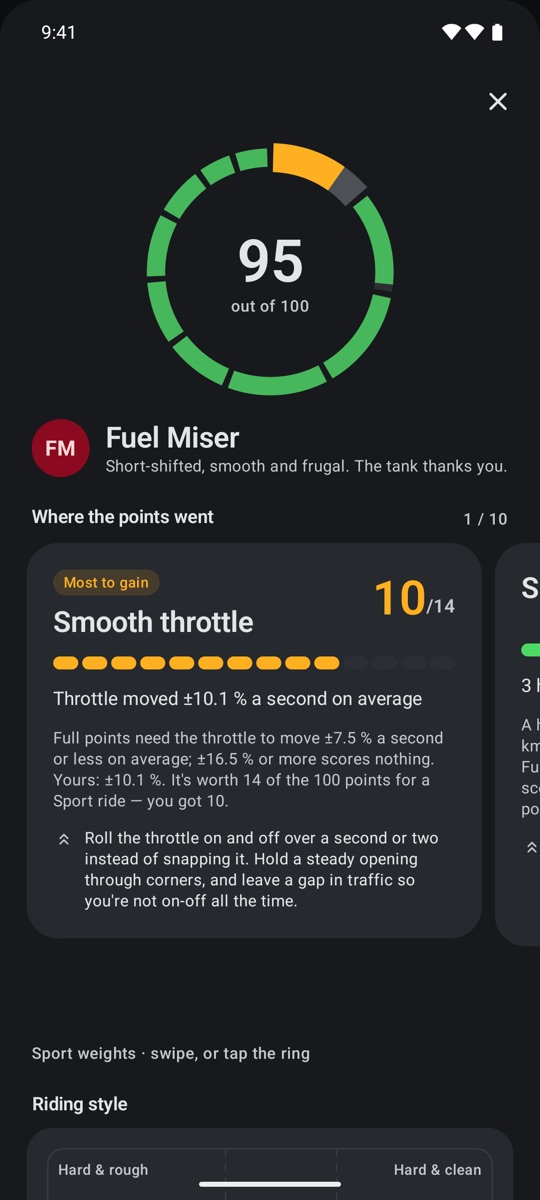 9:41
95
out of 100
FM
Fuel Miser
Short-shifted, smooth and frugal. The tank thanks you.
Where the points went
1 / 10
Most to gain
10/14
Smooth throttle
Throttle moved ±10.1 % a second on average
Full points need the throttle to move ±7.5 % a second
or less on average; ±16.5 % or more scores nothing.
Yours: ±10.1 %. It's worth 14 of the 100 points for a
Sport ride — you got 10.
Roll the throttle on and off over a second or two
instead of snapping it. Hold a steady opening
through corners, and leave a gap in traffic so
you're not on-off all the time.
Sport weights · swipe, or tap the ring
Riding style
Hard & rough
Hard & clean